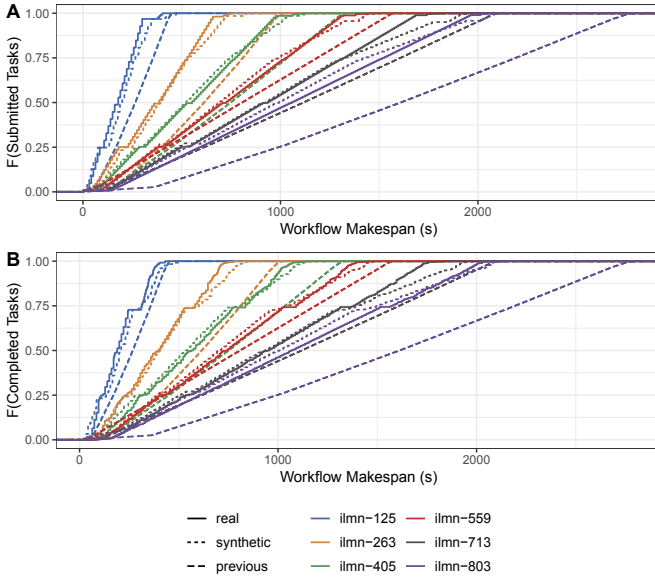 A
1.00
0.75
0.50
0.25
0.00
F(Submitted Tasks)
0
1000
2000
Workflow Makespan (s)
B
1.00
0.75
0.50
0.25
0.00
F(Completed Tasks)
0
1000
2000
Workflow Makespan (s)
real
ilmn−125
ilmn−559
synthetic
ilmn−263
ilmn−713
previous
ilmn−405
ilmn−803